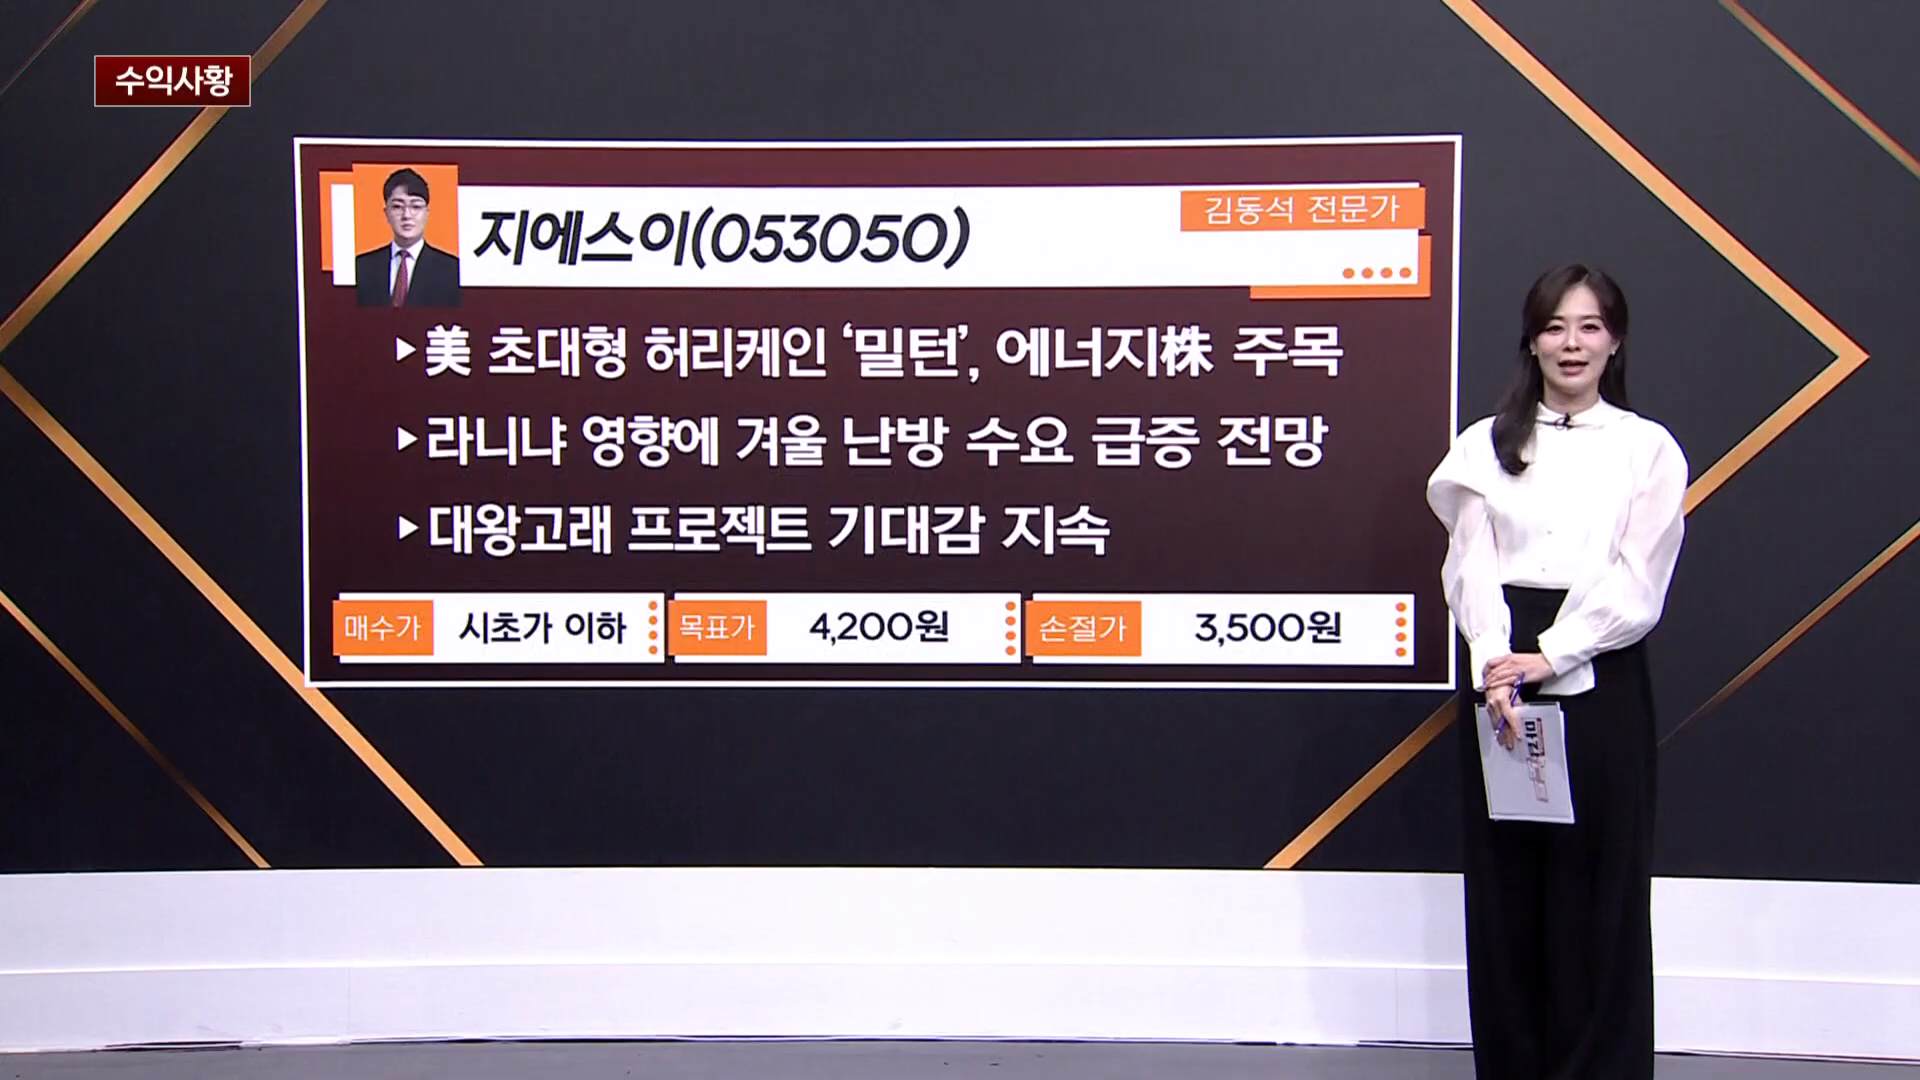 수익사황
지에스이(053050)
김동석 전문가
▶美 초대형 허리케인 ‘밀턴’, 에너지株 주목
▶라니냐 영향에 겨울 난방 수요 급증 전망
▶대왕고래 프로젝트 기대감 지속
매수가 시초가 이하 목표가 4,200원 손절가 3,500원
마감